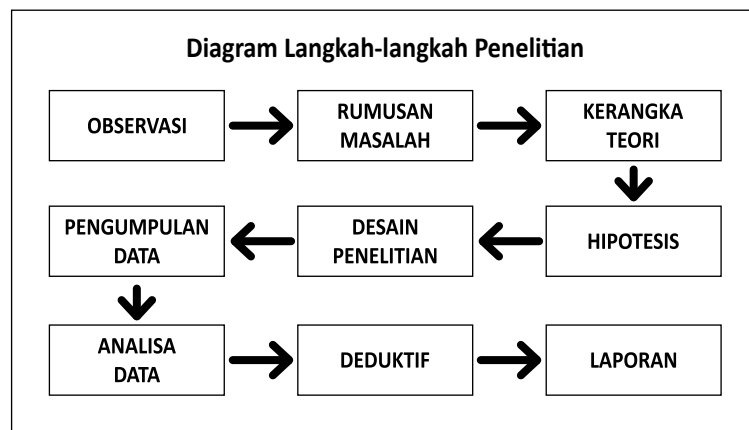 Diagram Langkah-langkah Penelitian
OBSERVASI
RUMUSAN
MASALAH
KERANGKA
TEORI
PENGUMPULAN
DATA
DESAIN
PENELITIAN
HIPOTESIS
ANALISA
DATA
DEDUKTIF
LAPORAN